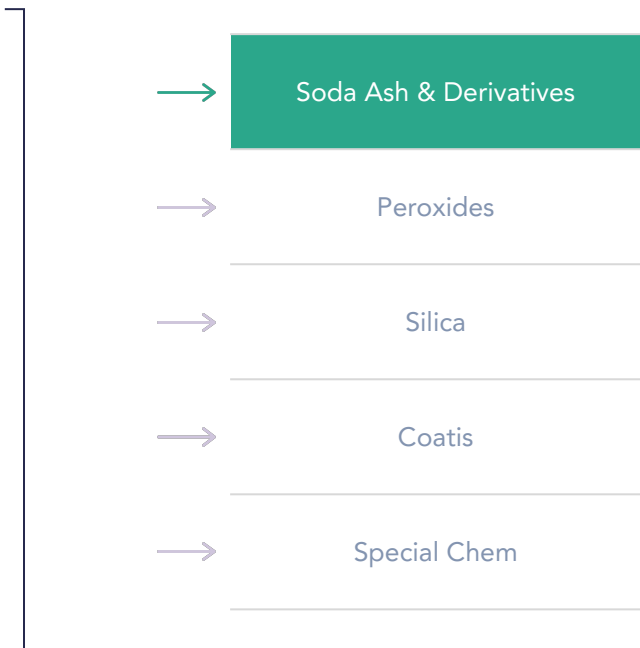 Soda Ash & Derivatives
Peroxides
Silica
Coatis
Special Chem